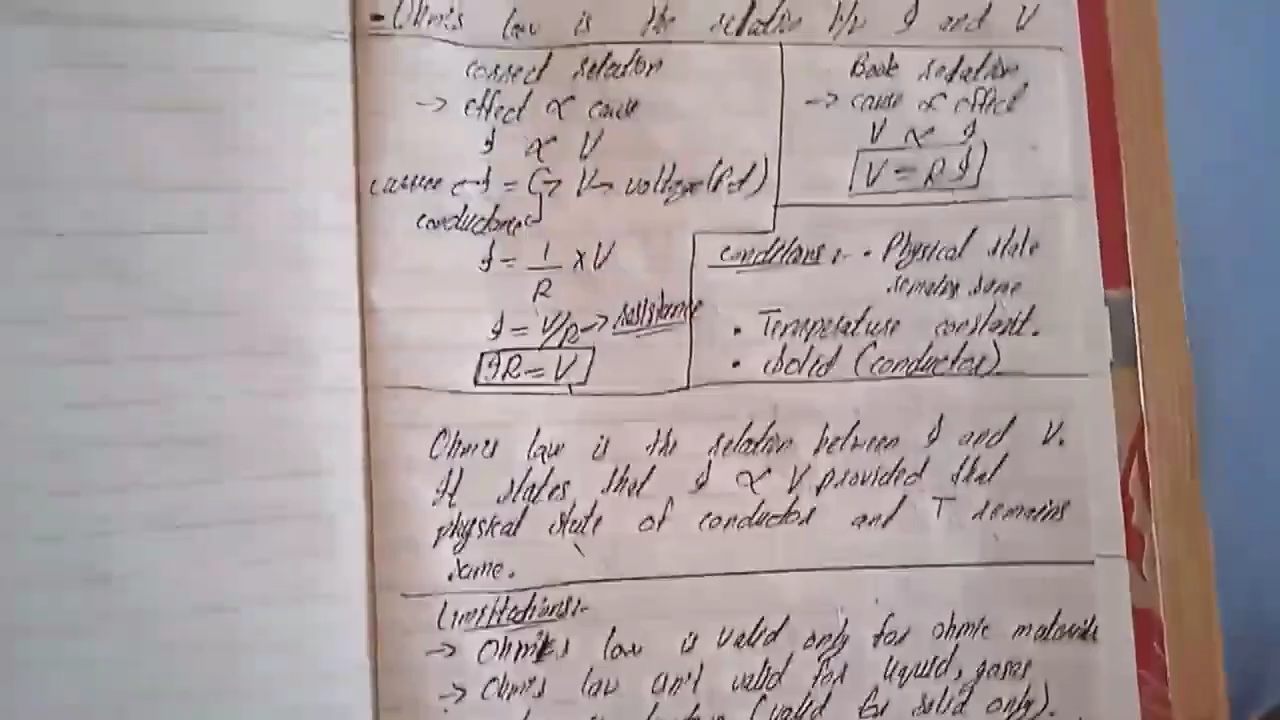 - Ohm's law is the relation b/w I and V
correct relation
→ effect ∝ cause
I ∝ V
current ← I = G V → voltage (Pd)
conductance
I = 1/R × V
I = V/R → resistance
IR = V
Book relation
→ cause ∝ effect
V ∝ I
V = R I
conditions :- • Physical state
remains same
• Temperature constant.
• solid (conductor)
Ohm's law is the relation between I and V.
It states that I ∝ V provided that
physical state of conductor and T remains
same.
Limitations:-
→ Ohm's law is valid only for ohmic materials
→ Ohm's law ain't valid for liquid, gases
(valid for solid only).